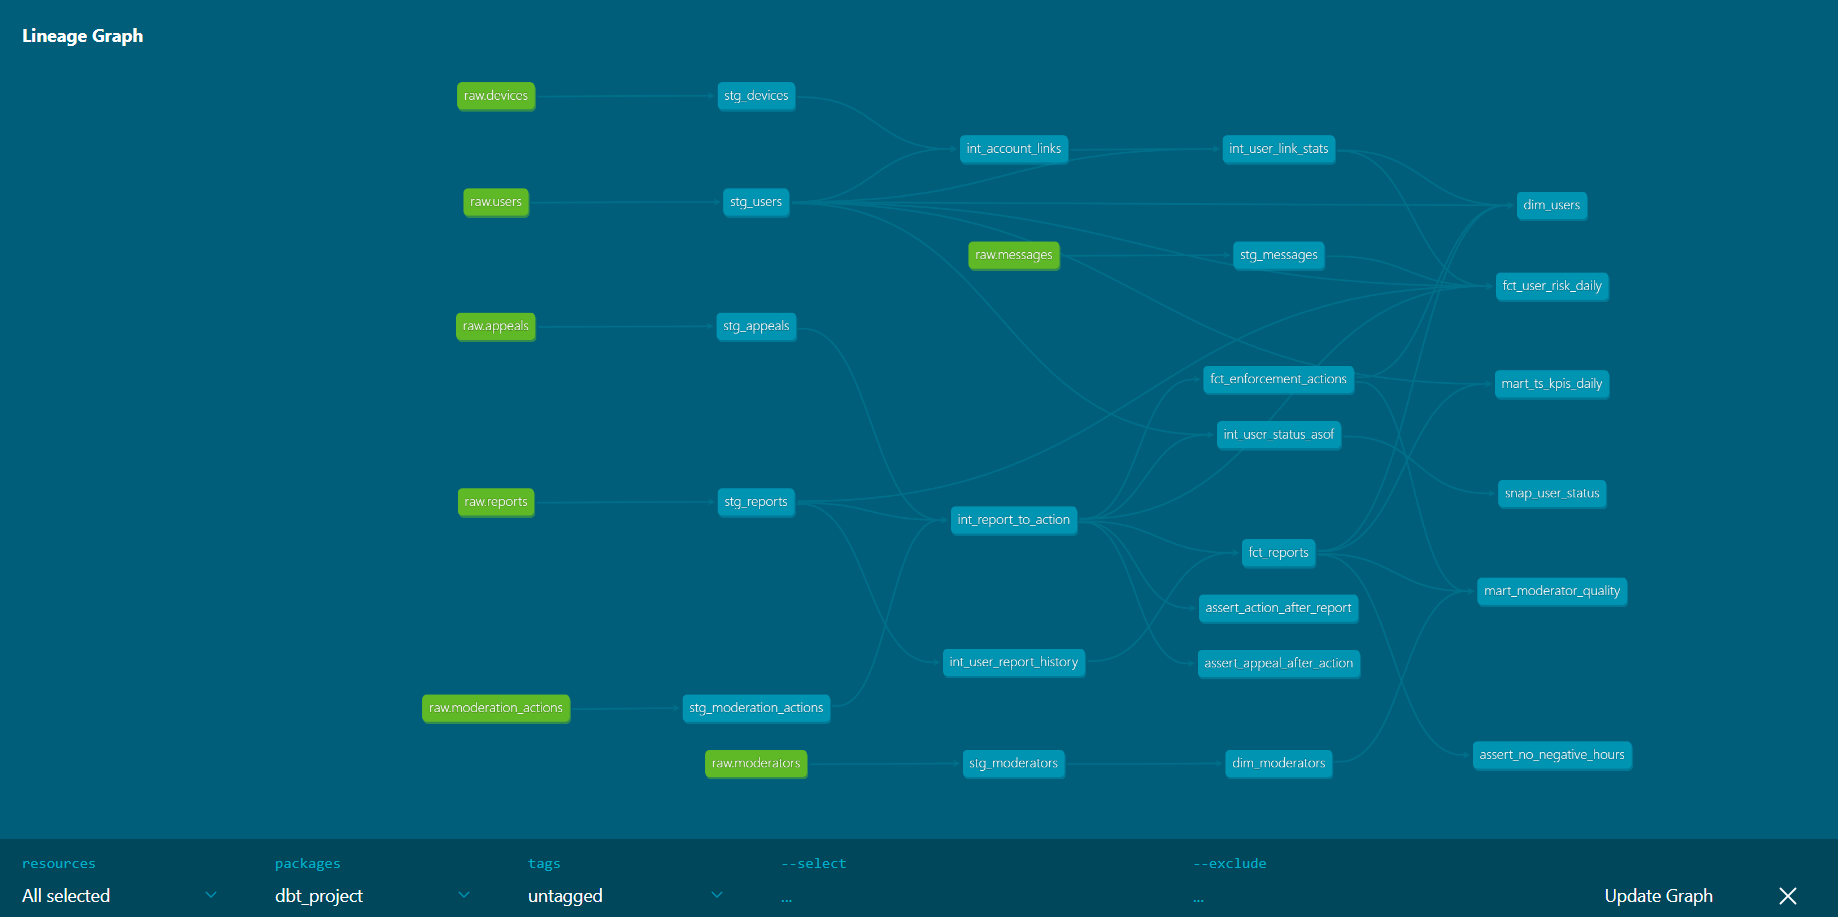 Lineage Graph
raw.devices
stg_devices
int_account_links
int_user_link_stats
raw.users
stg_users
dim_users
raw.messages
stg_messages
fct_user_risk_daily
raw.appeals
stg_appeals
fct_enforcement_actions
mart_ts_kpis_daily
int_user_status_asof
raw.reports
stg_reports
snap_user_status
int_report_to_action
fct_reports
mart_moderator_quality
assert_action_after_report
int_user_report_history
assert_appeal_after_action
raw.moderation_actions
stg_moderation_actions
assert_no_negative_hours
raw.moderators
stg_moderators
dim_moderators
resources packages tags --select --exclude
All selected dbt_project untagged ... ... Update Graph